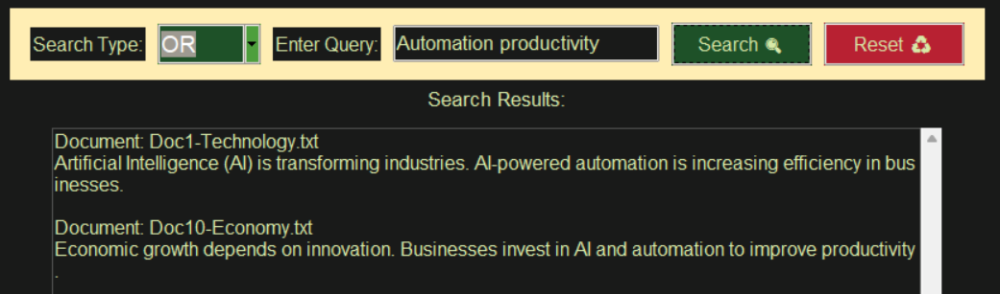 Search Type: OR Enter Query: Automation productivity Search Reset
Search Results:
Document: Doc1-Technology.txt
Artificial Intelligence (AI) is transforming industries. AI-powered automation is increasing efficiency in bus
inesses.
Document: Doc10-Economy.txt
Economic growth depends on innovation. Businesses invest in AI and automation to improve productivity
.